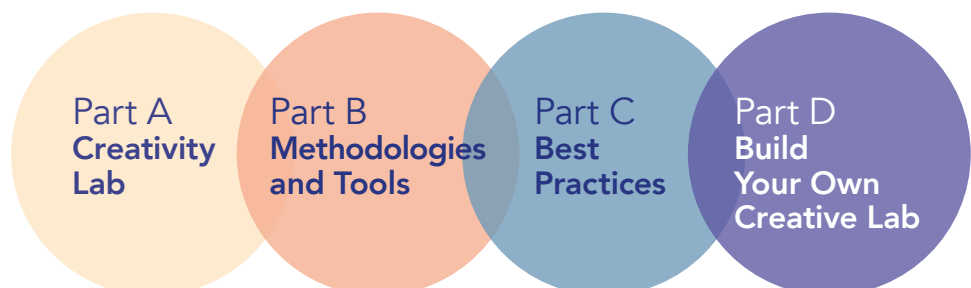 Part A
Creativity
Lab
Part B
Methodologies
and Tools
Part C
Best
Practices
Part D
Build
Your Own
Creative Lab